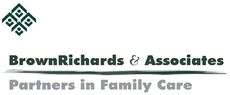 BrownRichards & Associates
Partners in Family Care